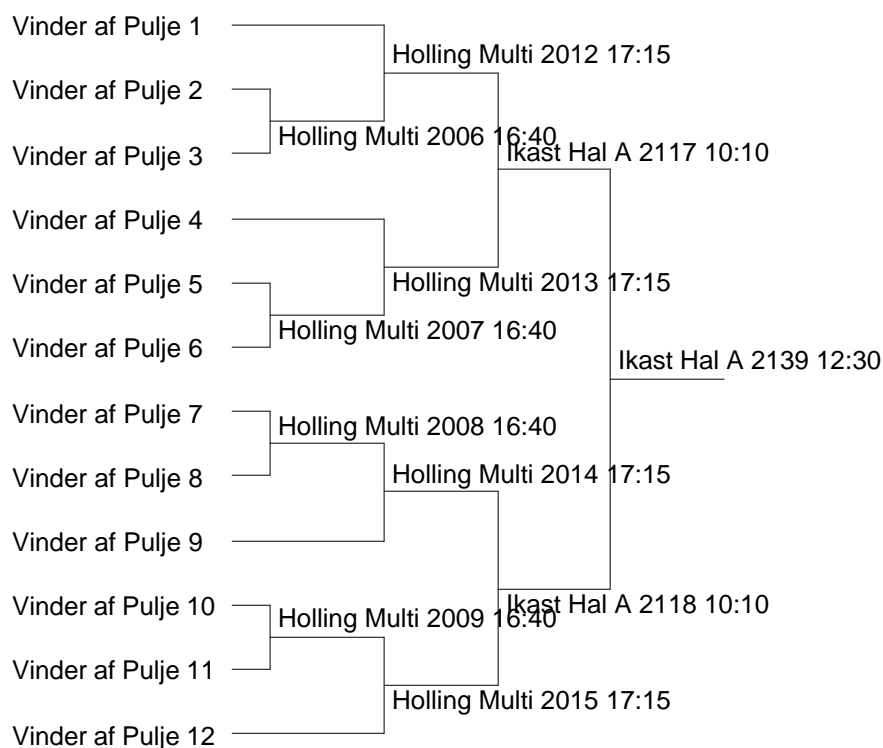 Vinder af Pulje 1
Holling Multi 2012 17:15
Vinder af Pulje 2
Holling Multi 2006 16:40
Vinder af Pulje 3
Ikast Hal A 2117 10:10
Vinder af Pulje 4
Vinder af Pulje 5
Holling Multi 2013 17:15
Holling Multi 2007 16:40
Vinder af Pulje 6
Ikast Hal A 2139 12:30
Vinder af Pulje 7
Holling Multi 2008 16:40
Vinder af Pulje 8
Holling Multi 2014 17:15
Vinder af Pulje 9
Vinder af Pulje 10
Ikast Hal A 2118 10:10
Holling Multi 2009 16:40
Vinder af Pulje 11
Holling Multi 2015 17:15
Vinder af Pulje 12